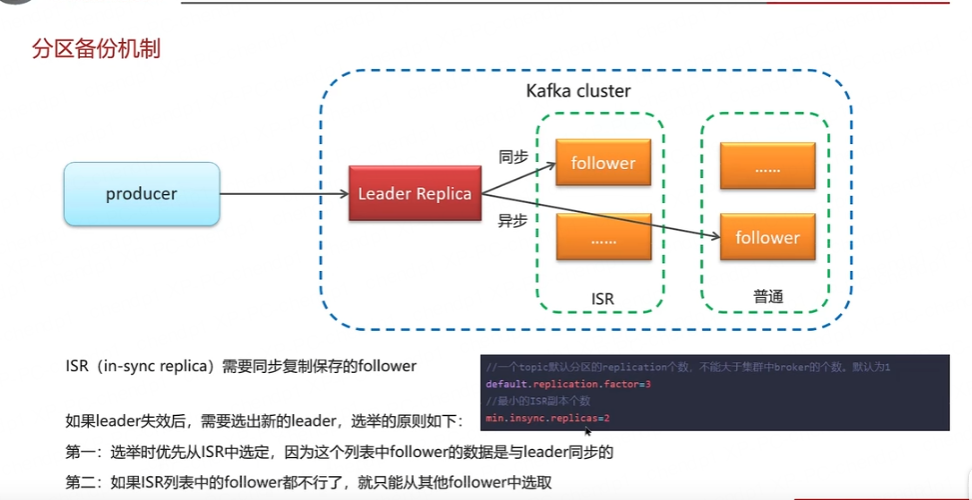 分区备份机制
Kafka cluster
producer
Leader Replica
同步
异步
follower
......
ISR
......
follower
普通
ISR（in-sync replica）需要同步复制保存的follower
//一个topic默认分区的replication个数，不能大于集群中broker的个数。默认为1
default.replication.factor=3
//最小的ISR副本个数
min.insync.replicas=2
如果leader失效后，需要选出新的leader，选举的原则如下：
第一：选举时优先从ISR中选定，因为这个列表中follower的数据是与leader同步的
第二：如果ISR列表中的follower都不行了，就只能从其他follower中选取